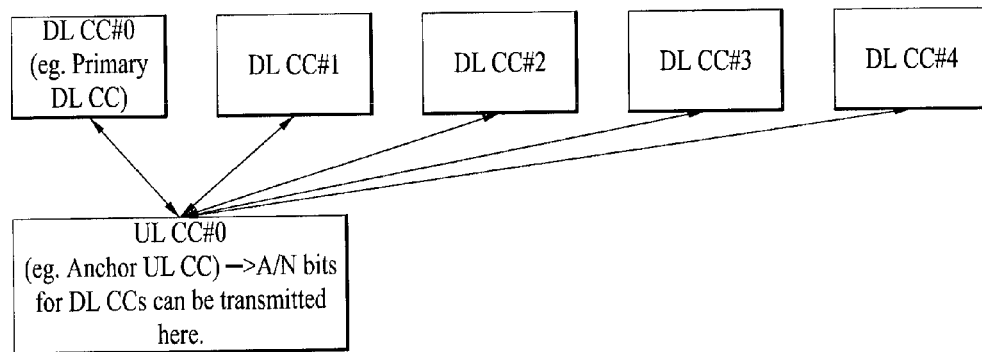 DL CC#0
(eg. Primary
DL CC)
DL CC#1
DL CC#2
DL CC#3
DL CC#4
UL CC#0
(eg. Anchor UL CC) —>A/N bits
for DL CCs can be transmitted
here.